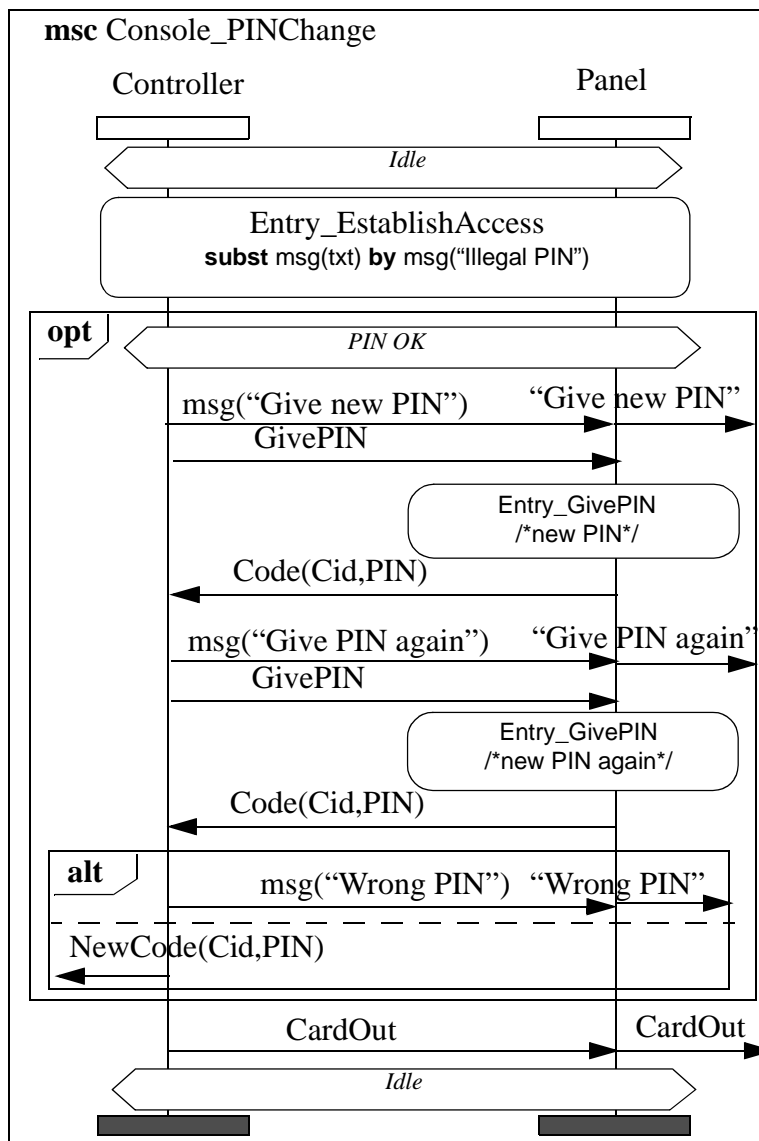 msc Console_PINChange
Controller
Panel
Idle
Entry_EstablishAccess
subst msg(txt) by msg(“Illegal PIN”)
opt
PIN OK
msg(“Give new PIN”)
“Give new PIN”
GivePIN
Entry_GivePIN
/*new PIN*/
Code(Cid,PIN)
msg(“Give PIN again”)
“Give PIN again”
GivePIN
Entry_GivePIN
/*new PIN again*/
Code(Cid,PIN)
alt
msg(“Wrong PIN”)
“Wrong PIN”
NewCode(Cid,PIN)
CardOut
CardOut
Idle